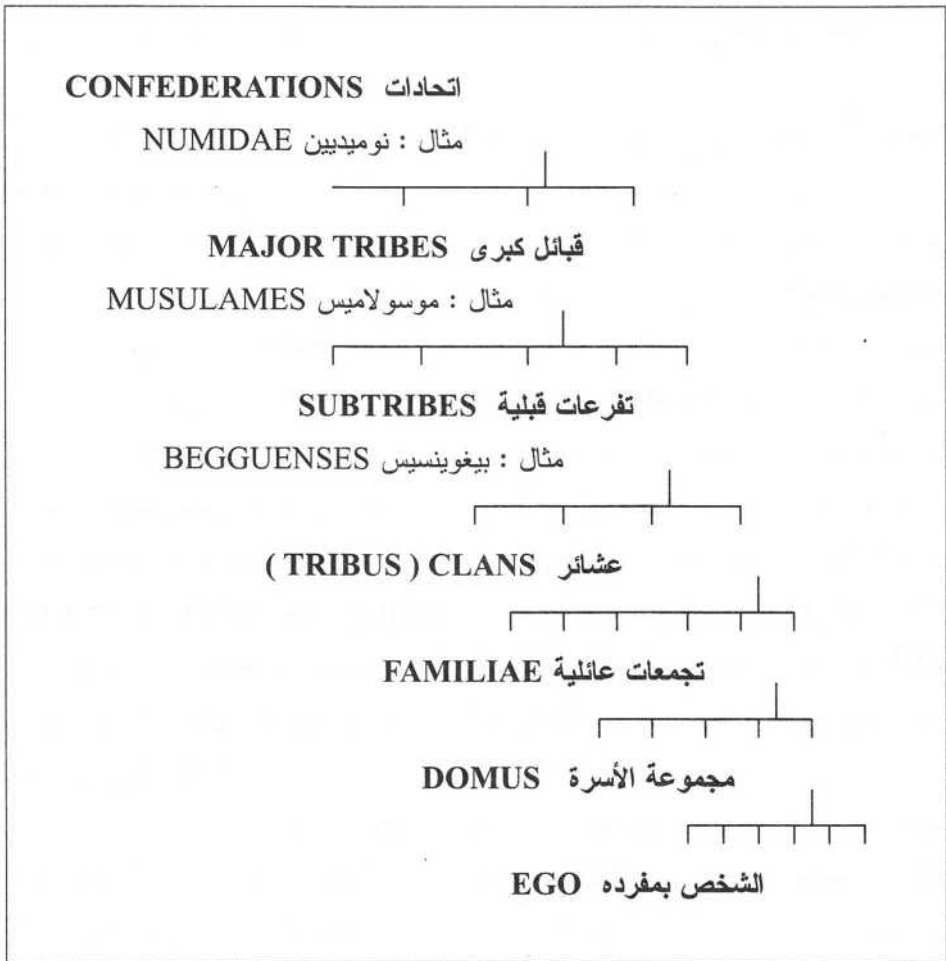 اتحادات CONFEDERATIONS
مثال : نوميديين NUMIDAE
قبائل كبرى MAJOR TRIBES
مثال : موسولاميس MUSULAMES
تفرعات قبلية SUBTRIBES
مثال : بيغوينسيس BEGGUENSES
عشائر CLANS ( TRIBUS )
تجمعات عائلية FAMILIAE
مجموعة الأسرة DOMUS
الشخص بمفرده EGO